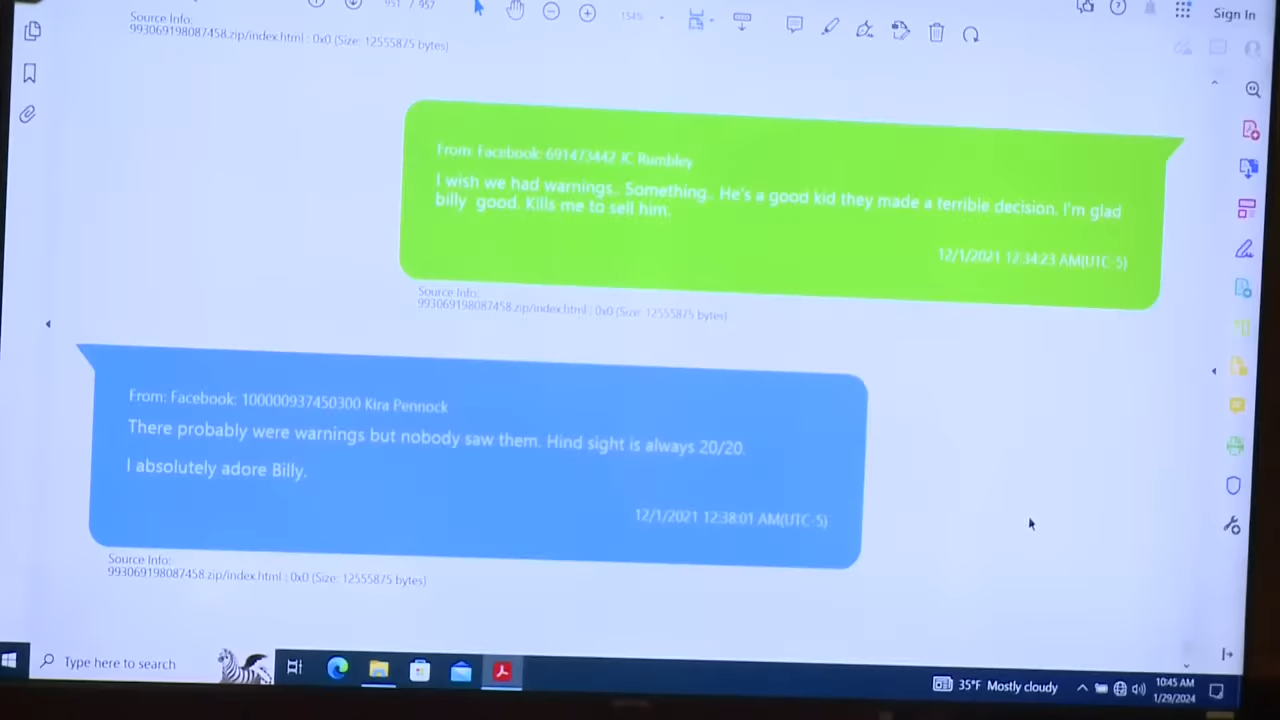 951 / 957
154%
Sign In
Source Info:
993069198087458.zip/index.html : 0x0 (Size: 12555875 bytes)
From: Facebook: 691473442 JC Rumbley
I wish we had warnings.. Something.. He's a good kid they made a terrible decision. I'm glad
billy good. Kills me to sell him.
12/1/2021 12:34:23 AM(UTC-5)
Source Info:
993069198087458.zip/index.html : 0x0 (Size: 12555875 bytes)
From: Facebook: 100000937450300 Kira Pennock
There probably were warnings but nobody saw them. Hind sight is always 20/20.
I absolutely adore Billy.
12/1/2021 12:38:01 AM(UTC-5)
Source Info:
993069198087458.zip/index.html : 0x0 (Size: 12555875 bytes)
Type here to search
35°F Mostly cloudy
10:45 AM
1/29/2024